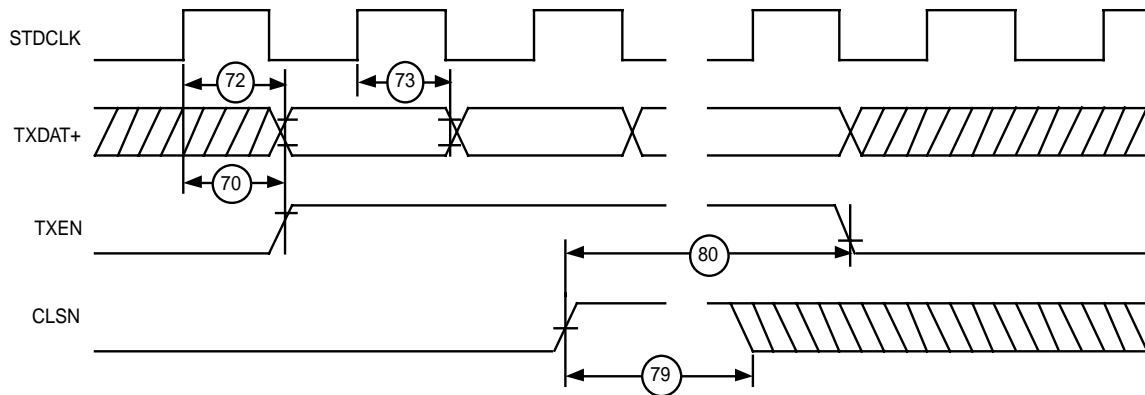 STDCLK
72
73
TXDAT+
70
TXEN
80
CLSN
79